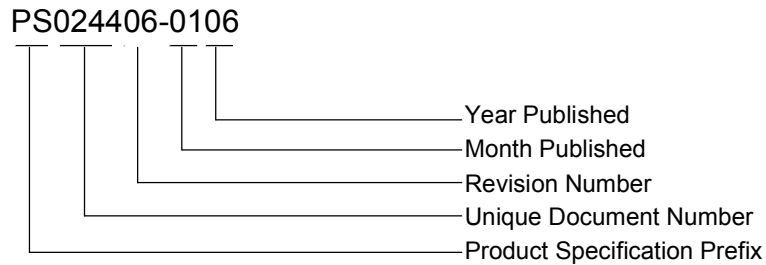 PS024406-0106
Year Published
Month Published
Revision Number
Unique Document Number
Product Specification Prefix